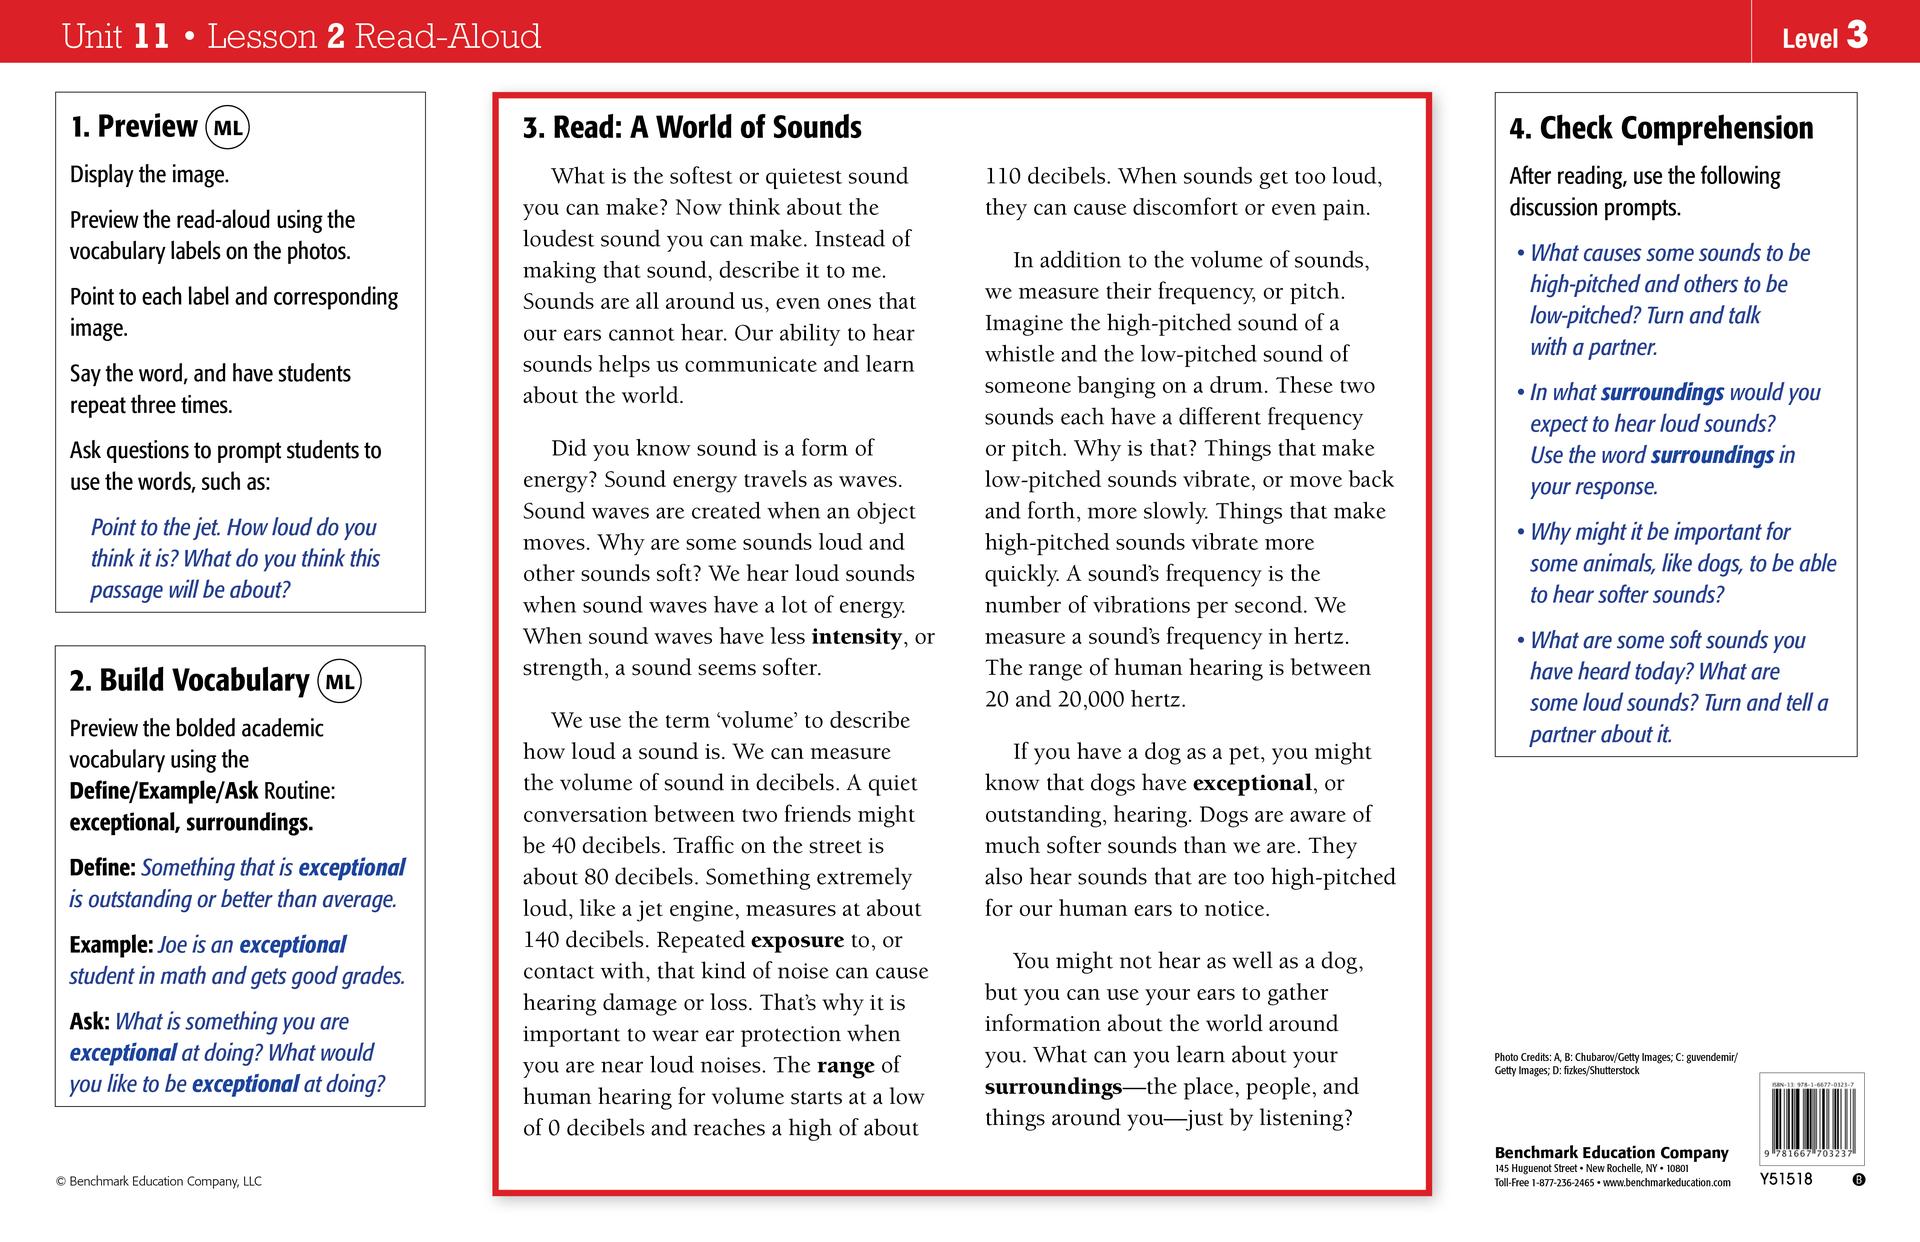 Unit 11 • Lesson 2 Read-Aloud
Level 3
1. Preview ML
Display the image.
Preview the read-aloud using the
vocabulary labels on the photos.
Point to each label and corresponding
image.
Say the word, and have students
repeat three times.
Ask questions to prompt students to
use the words, such as:
Point to the jet. How loud do you
think it is? What do you think this
passage will be about?
2. Build Vocabulary ML
Preview the bolded academic
vocabulary using the
Define/Example/Ask Routine:
exceptional, surroundings.
Define: Something that is exceptional
is outstanding or better than average.
Example: Joe is an exceptional
student in math and gets good grades.
Ask: What is something you are
exceptional at doing? What would
you like to be exceptional at doing?
© Benchmark Education Company, LLC
3. Read: A World of Sounds
What is the softest or quietest sound
you can make? Now think about the
loudest sound you can make. Instead of
making that sound, describe it to me.
Sounds are all around us, even ones that
our ears cannot hear. Our ability to hear
sounds helps us communicate and learn
about the world.
Did you know sound is a form of
energy? Sound energy travels as waves.
Sound waves are created when an object
moves. Why are some sounds loud and
other sounds soft? We hear loud sounds
when sound waves have a lot of energy.
When sound waves have less intensity, or
strength, a sound seems softer.
We use the term ‘volume’ to describe
how loud a sound is. We can measure
the volume of sound in decibels. A quiet
conversation between two friends might
be 40 decibels. Traffic on the street is
about 80 decibels. Something extremely
loud, like a jet engine, measures at about
140 decibels. Repeated exposure to, or
contact with, that kind of noise can cause
hearing damage or loss. That’s why it is
important to wear ear protection when
you are near loud noises. The range of
human hearing for volume starts at a low
of 0 decibels and reaches a high of about
110 decibels. When sounds get too loud,
they can cause discomfort or even pain.
In addition to the volume of sounds,
we measure their frequency, or pitch.
Imagine the high-pitched sound of a
whistle and the low-pitched sound of
someone banging on a drum. These two
sounds each have a different frequency
or pitch. Why is that? Things that make
low-pitched sounds vibrate, or move back
and forth, more slowly. Things that make
high-pitched sounds vibrate more
quickly. A sound’s frequency is the
number of vibrations per second. We
measure a sound’s frequency in hertz.
The range of human hearing is between
20 and 20,000 hertz.
If you have a dog as a pet, you might
know that dogs have exceptional, or
outstanding, hearing. Dogs are aware of
much softer sounds than we are. They
also hear sounds that are too high-pitched
for our human ears to notice.
You might not hear as well as a dog,
but you can use your ears to gather
information about the world around
you. What can you learn about your
surroundings—the place, people, and
things around you—just by listening?
4. Check Comprehension
After reading, use the following
discussion prompts.
• What causes some sounds to be
high-pitched and others to be
low-pitched? Turn and talk
with a partner.
• In what surroundings would you
expect to hear loud sounds?
Use the word surroundings in
your response.
• Why might it be important for
some animals, like dogs, to be able
to hear softer sounds?
• What are some soft sounds you
have heard today? What are
some loud sounds? Turn and tell a
partner about it.
Photo Credits: A, B: Chubarov/Getty Images; C: guvendemir/
Getty Images; D: fizkes/Shutterstock
Benchmark Education Company
145 Huguenot Street • New Rochelle, NY • 10801
Toll-Free 1-877-236-2465 • www.benchmarkeducation.com
ISBN-13: 978-1-6677-0323-7
9 781667 703237
Y51518
B